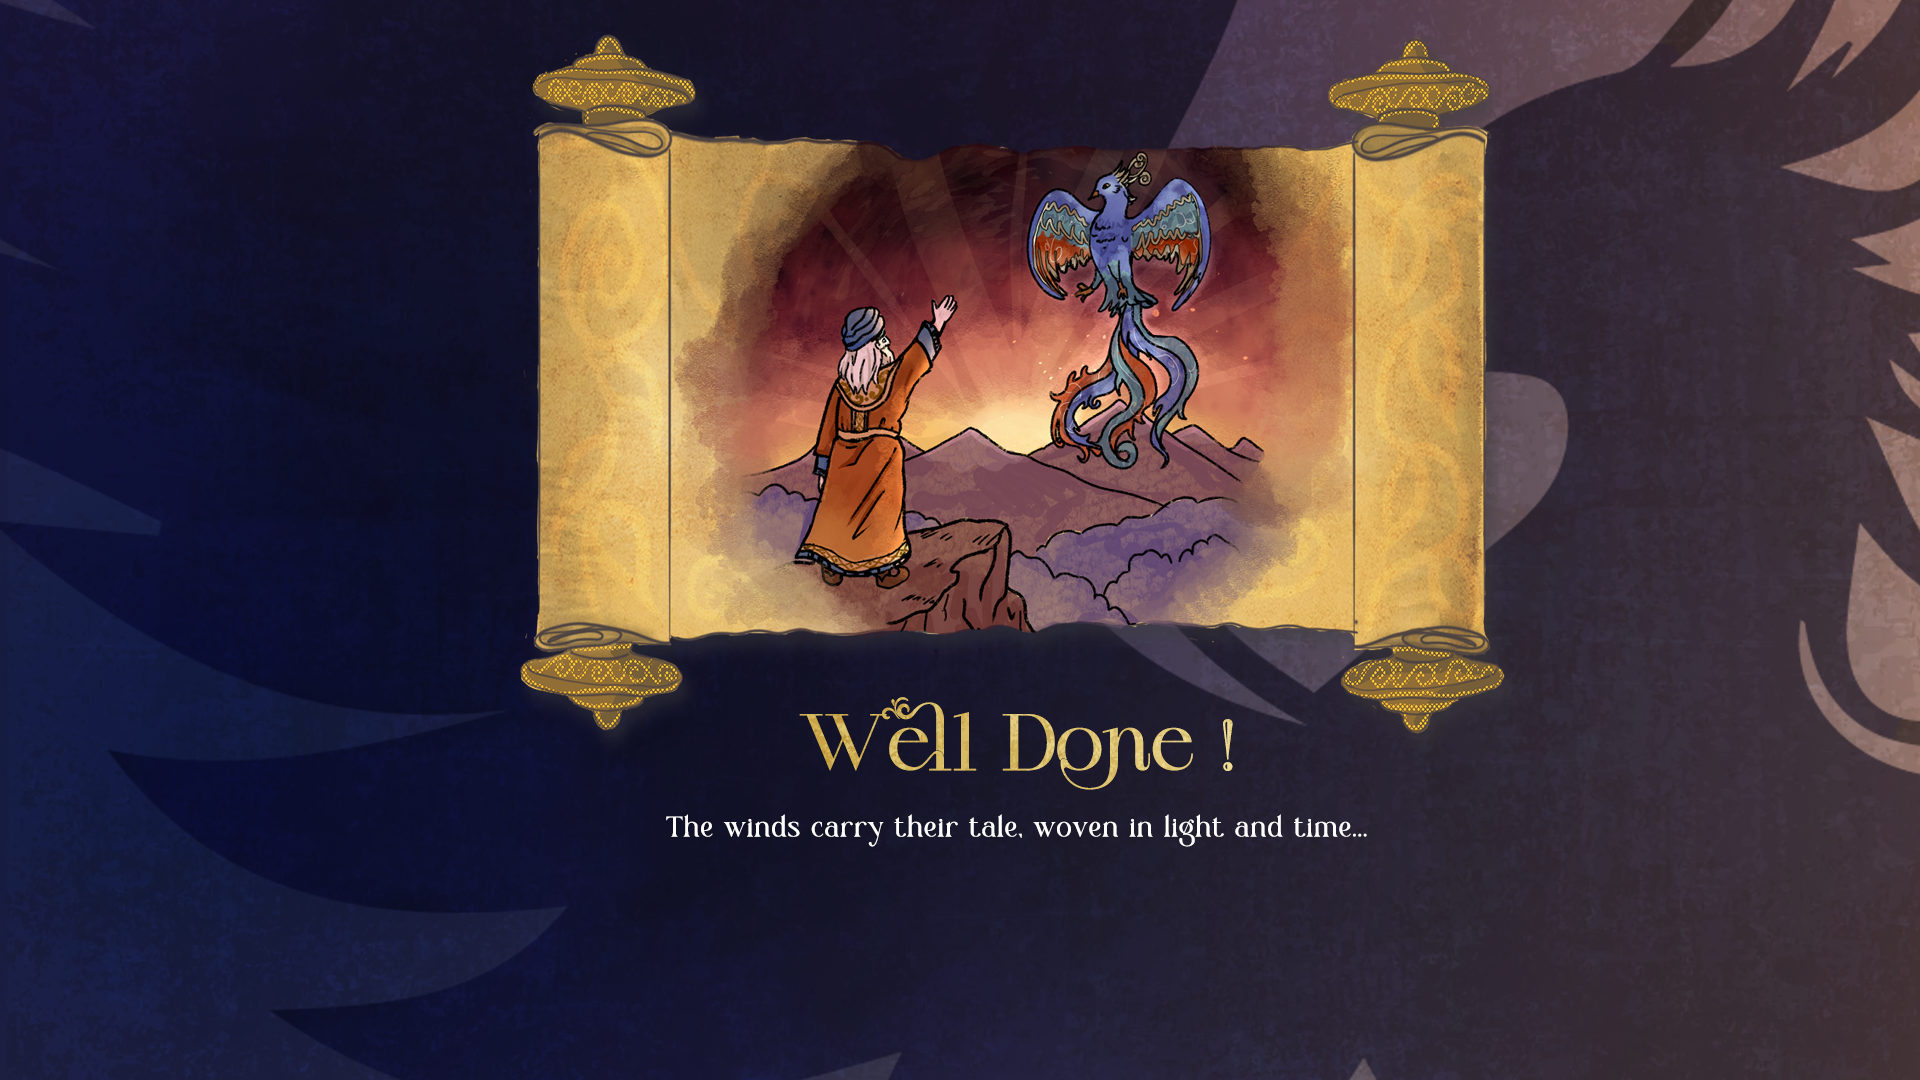 Well Done !
The winds carry their tale, woven in light and time...